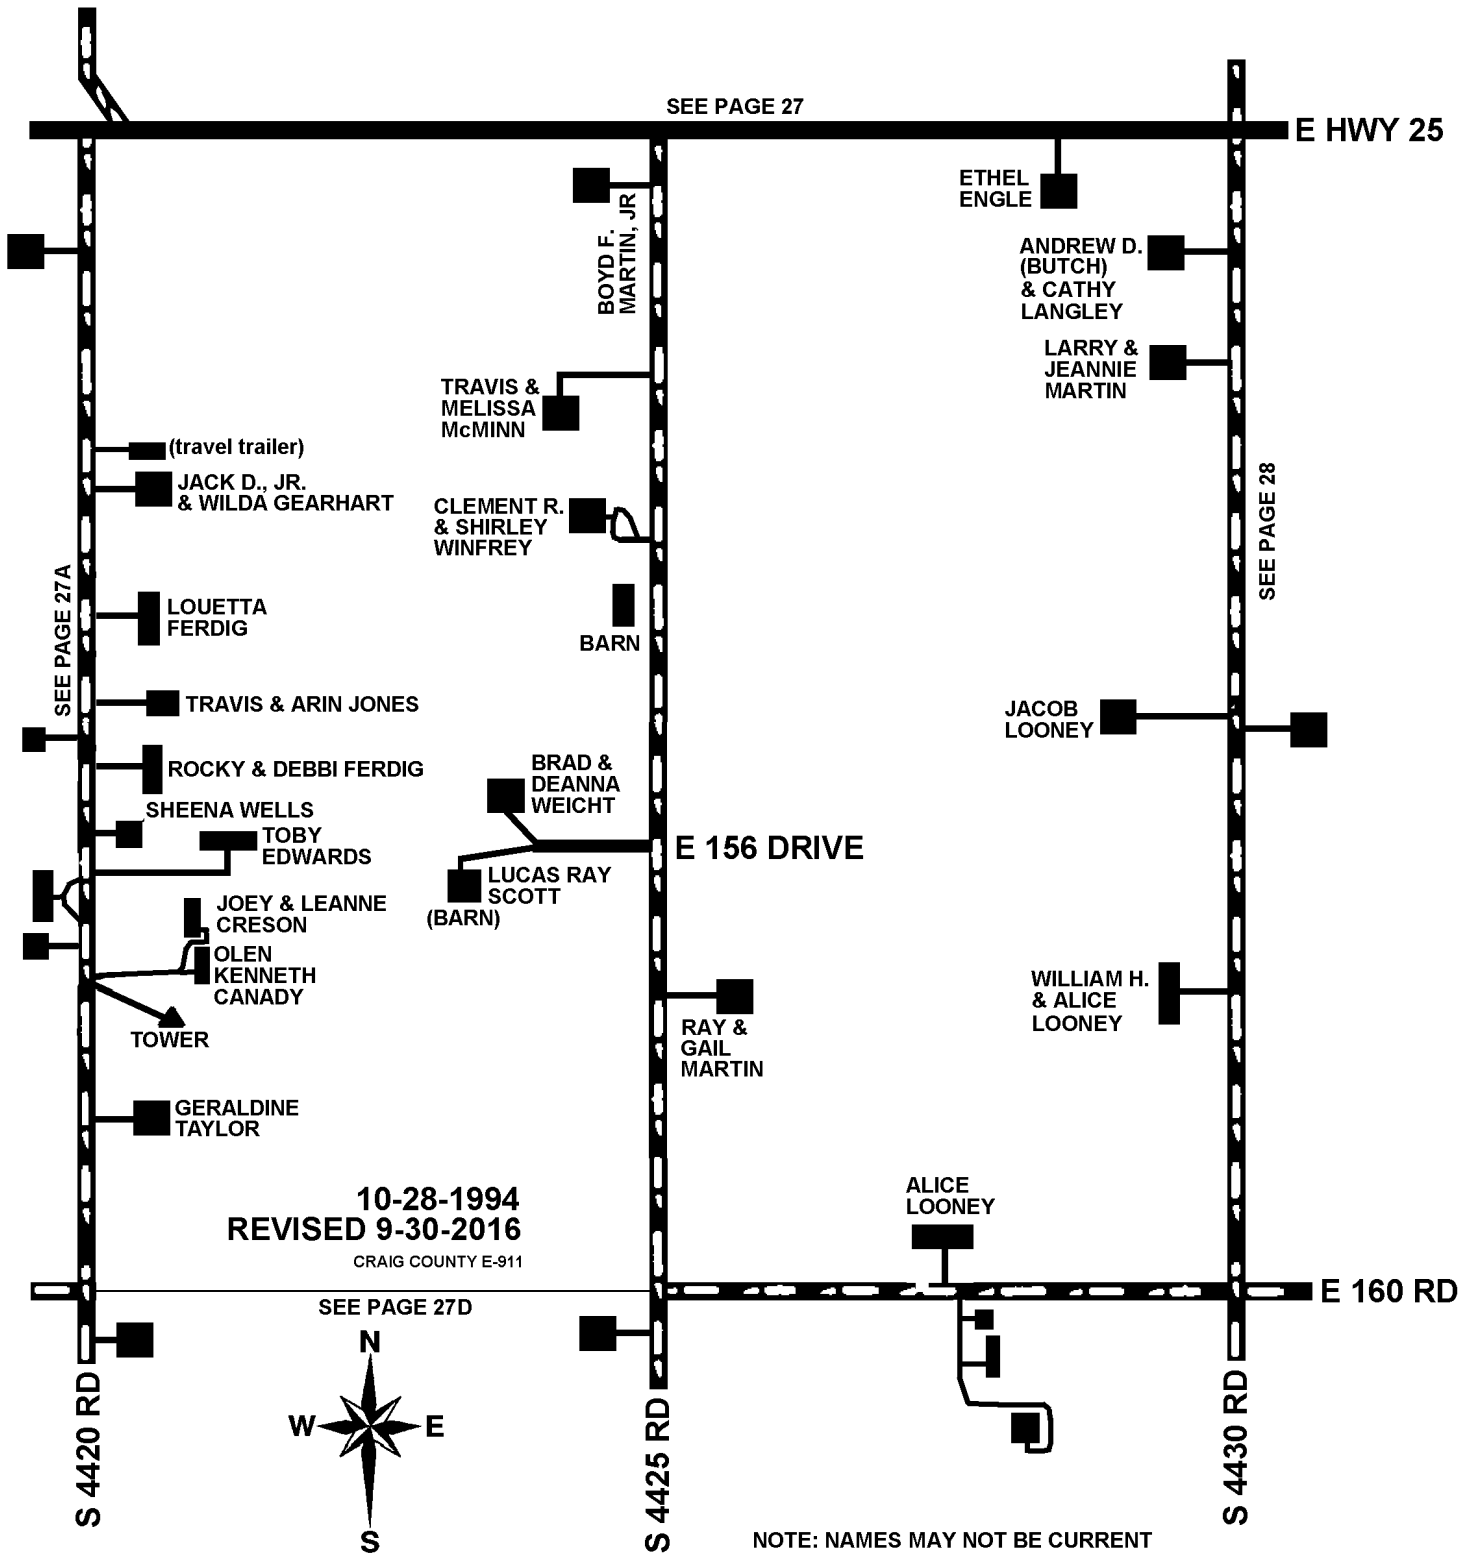 SEE PAGE 27
E HWY 25
ETHEL
ENGLE
BOYD F.
MARTIN, JR
ANDREW D.
(BUTCH)
& CATHY
LANGLEY
LARRY &
JEANNIE
MARTIN
TRAVIS &
MELISSA
McMINN
(travel trailer)
JACK D., JR.
& WILDA GEARHART
CLEMENT R.
& SHIRLEY
WINFREY
SEE PAGE 28
SEE PAGE 27A
LOUETTA
FERDIG
BARN
TRAVIS & ARIN JONES
JACOB
LOONEY
ROCKY & DEBBI FERDIG
BRAD &
DEANNA
WEICHT
SHEENA WELLS
TOBY
EDWARDS
E 156 DRIVE
LUCAS RAY
SCOTT
(BARN)
JOEY & LEANNE
CRESON
OLEN
KENNETH
CANADY
WILLIAM H.
& ALICE
LOONEY
TOWER
RAY &
GAIL
MARTIN
GERALDINE
TAYLOR
ALICE
LOONEY
10-28-1994
REVISED 9-30-2016
CRAIG COUNTY E-911
E 160 RD
SEE PAGE 27D
N
W
E
S
S 4420 RD
S 4425 RD
S 4430 RD
NOTE: NAMES MAY NOT BE CURRENT